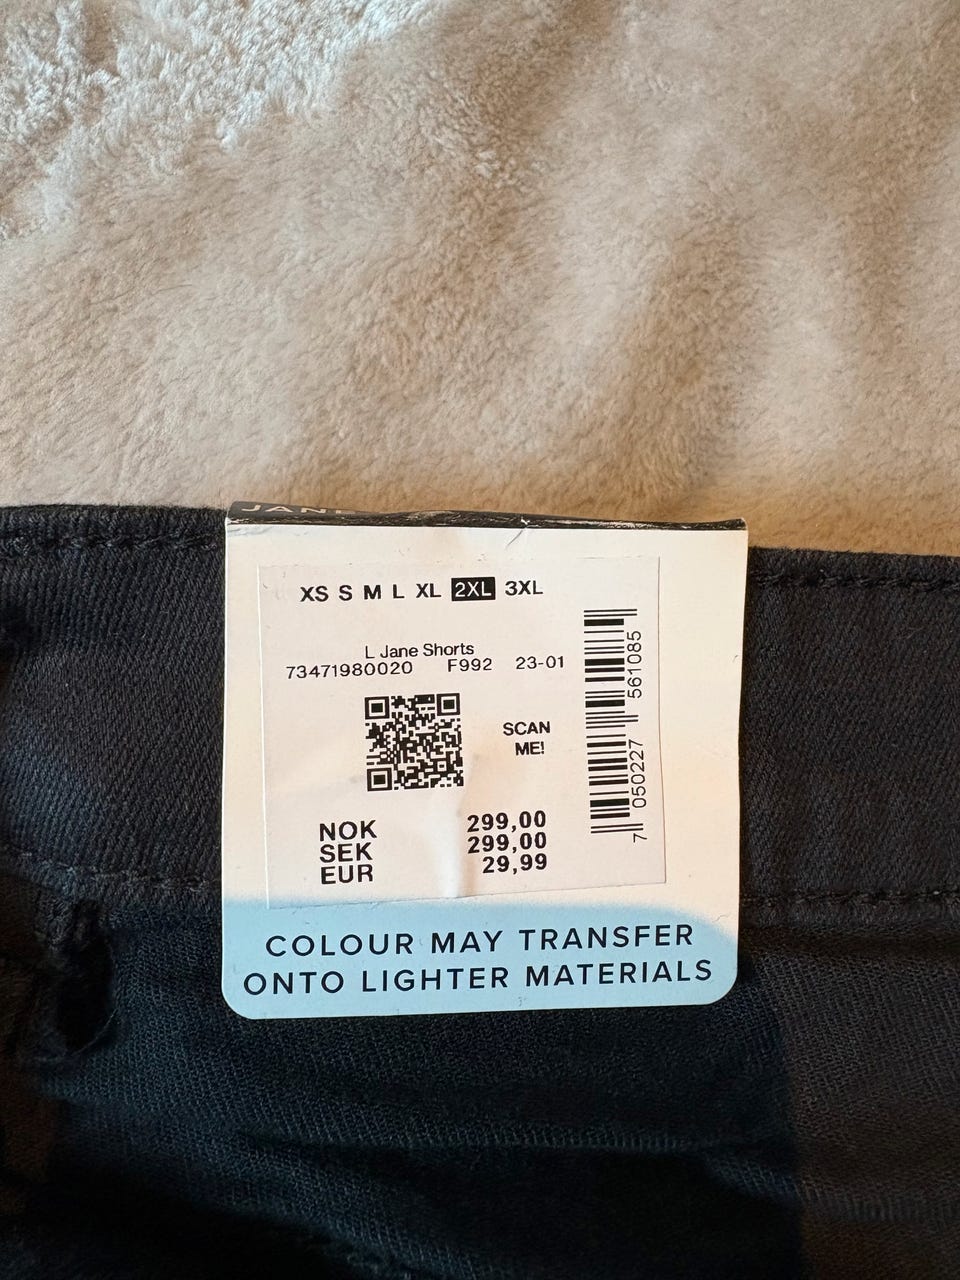 XS S M L XL 2XL 3XL
L Jane Shorts
73471980020 F992 23-01
SCAN
ME!
NOK 299,00
SEK 299,00
EUR 29,99
7 050227 561085
COLOUR MAY TRANSFER
ONTO LIGHTER MATERIALS